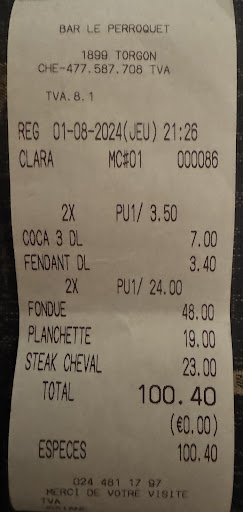 BAR LE PERROQUET
1899 TORGON
CHE-477.587.708 TVA
TVA.8.1
REG 01-08-2024(JEU) 21:26
CLARA MC#01 000086
2X PU1/ 3.50
COCA 3 DL 7.00
FENDANT DL 3.40
2X PU1/ 24.00
FONDUE 48.00
PLANCHETTE 19.00
STEAK CHEVAL 23.00
TOTAL 100.40
(€0.00)
ESPECES 100.40
024 481 17 97
MERCI DE VOTRE VISITE
TVA